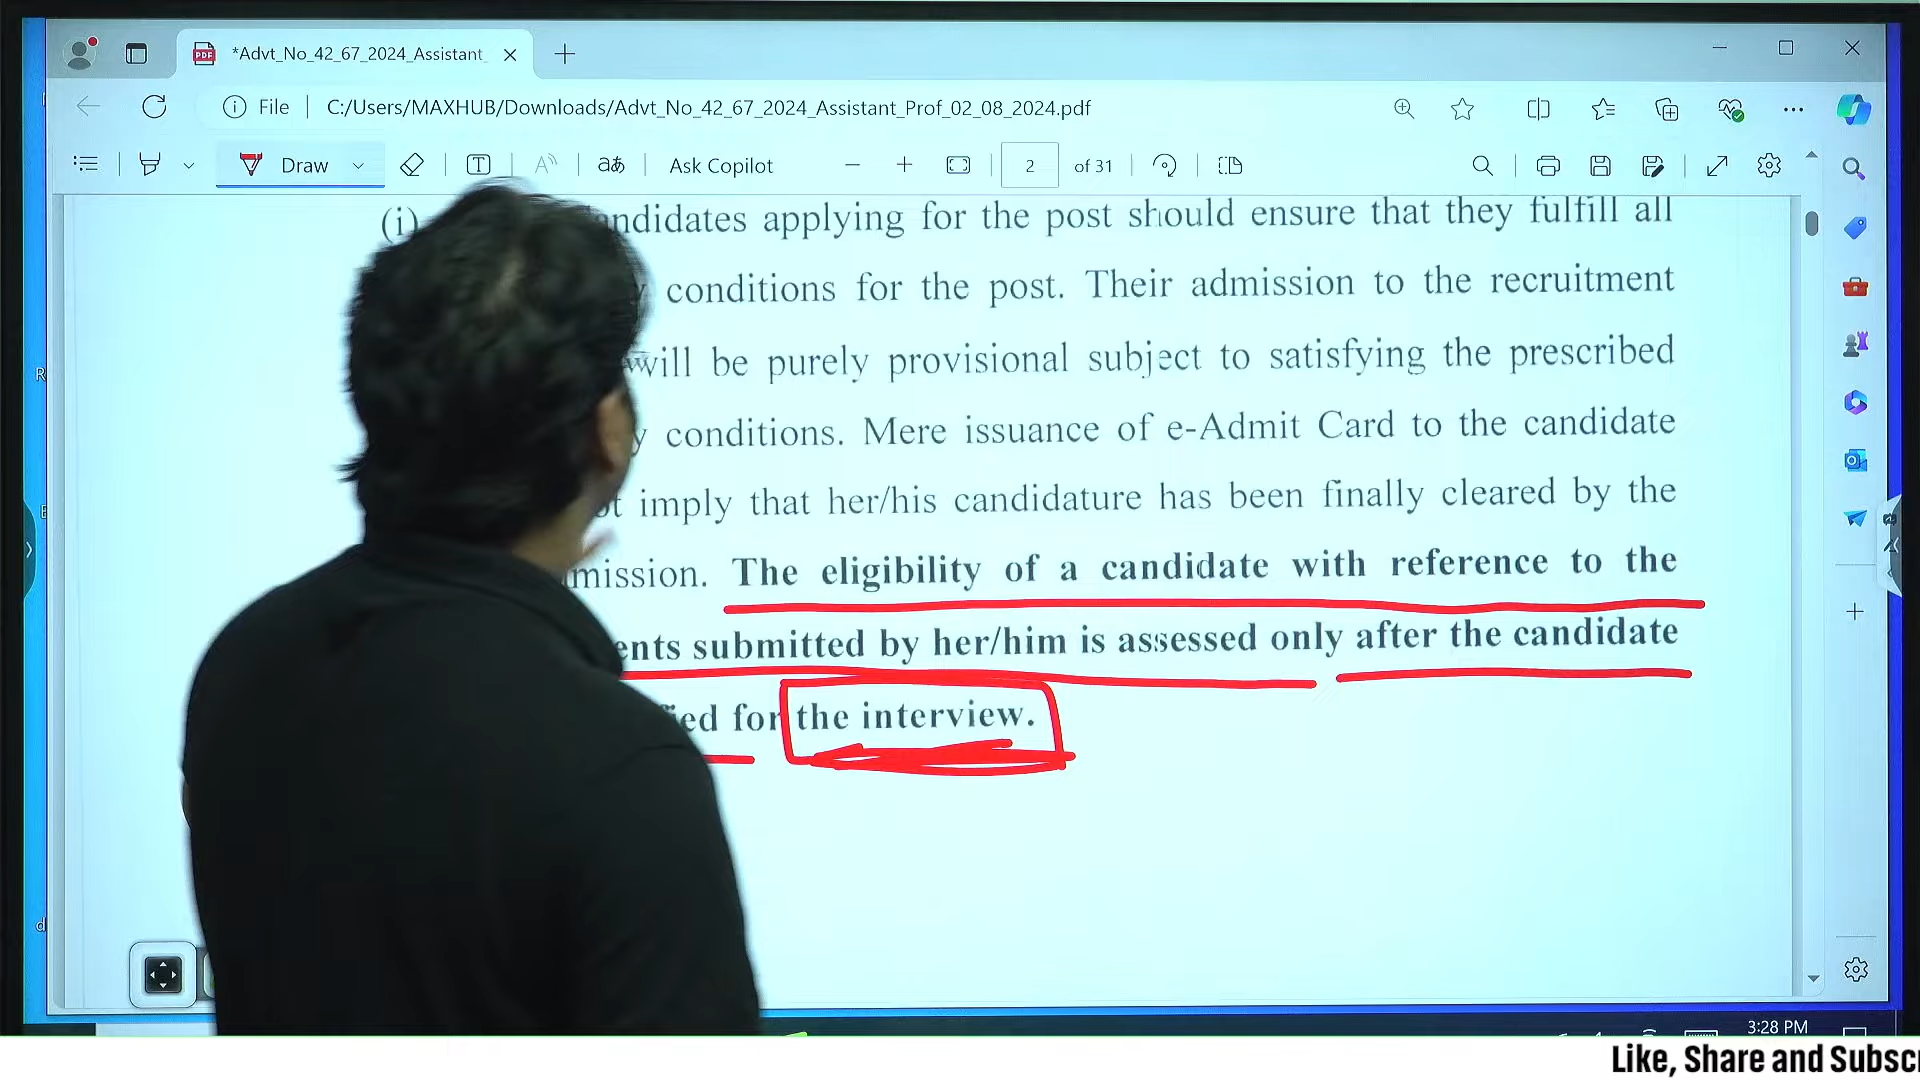 *Advt_No_42_67_2024_Assistant_
File
C:/Users/MAXHUB/Downloads/Advt_No_42_67_2024_Assistant_Prof_02_08_2024.pdf
Draw
Ask Copilot
2 of 31
(i) andidates applying for the post should ensure that they fulfill all
conditions for the post. Their admission to the recruitment
will be purely provisional subject to satisfying the prescribed
conditions. Mere issuance of e-Admit Card to the candidate
imply that her/his candidature has been finally cleared by the
mission. The eligibility of a candidate with reference to the
ents submitted by her/him is assessed only after the candidate
ied for the interview.
3:28 PM
Like, Share and Subscr